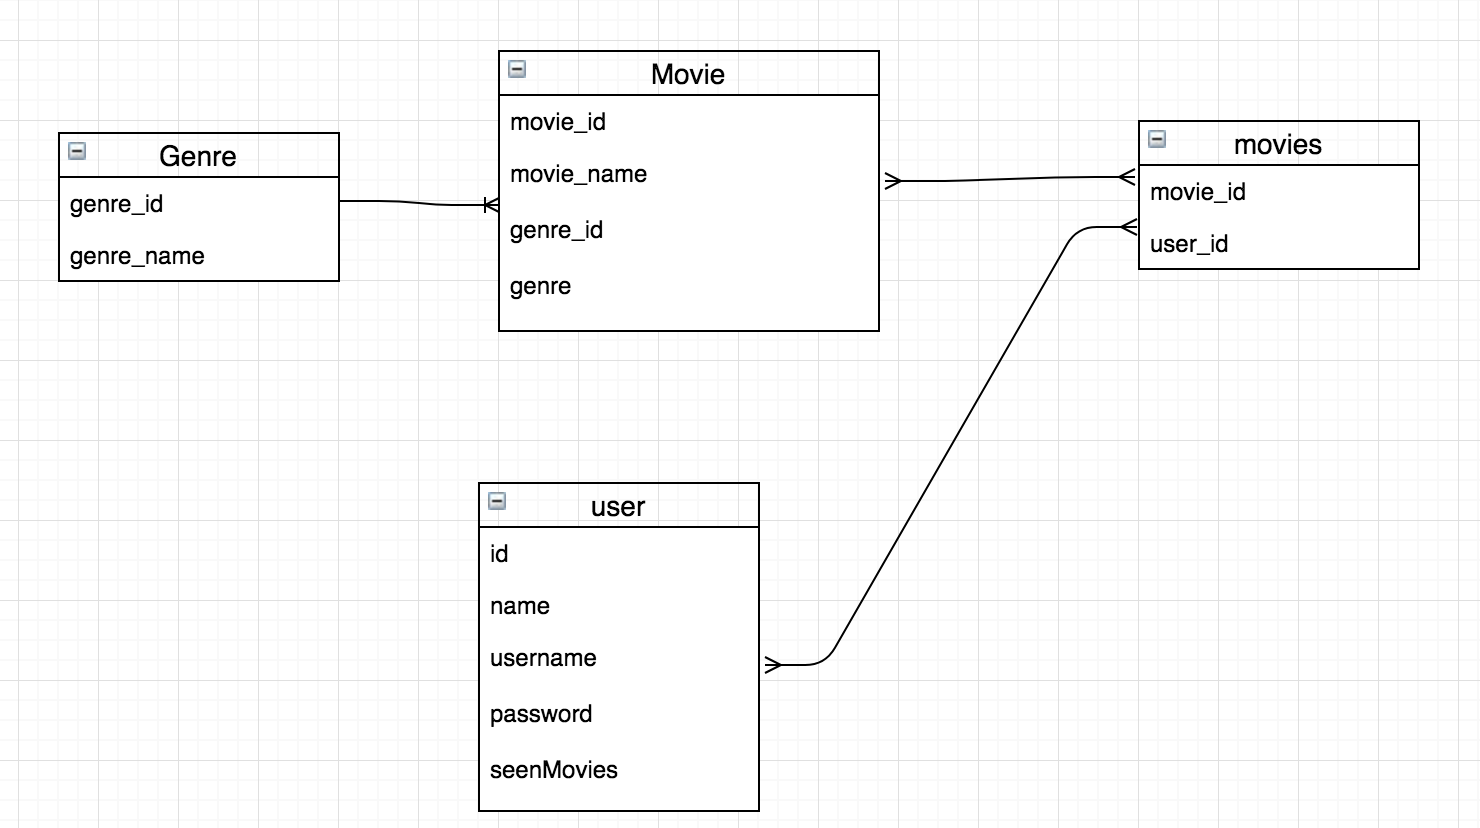 Genre
genre_id
genre_name
Movie
movie_id
movie_name
genre_id
genre
movies
movie_id
user_id
user
id
name
username
password
seenMovies